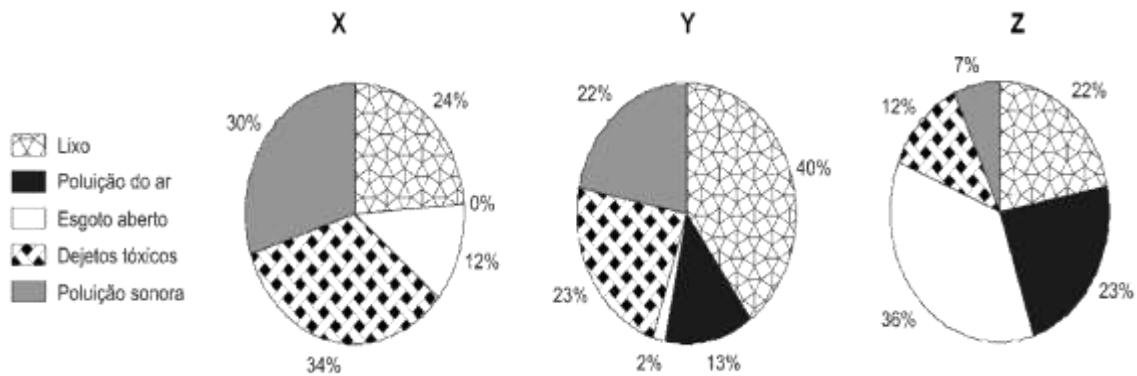 X
Y
Z
Lixo
Poluição do ar
Esgoto aberto
Dejetos tóxicos
Poluição sonora
30%
24%
0%
12%
34%
22%
40%
23%
2%
13%
7%
12%
22%
36%
23%